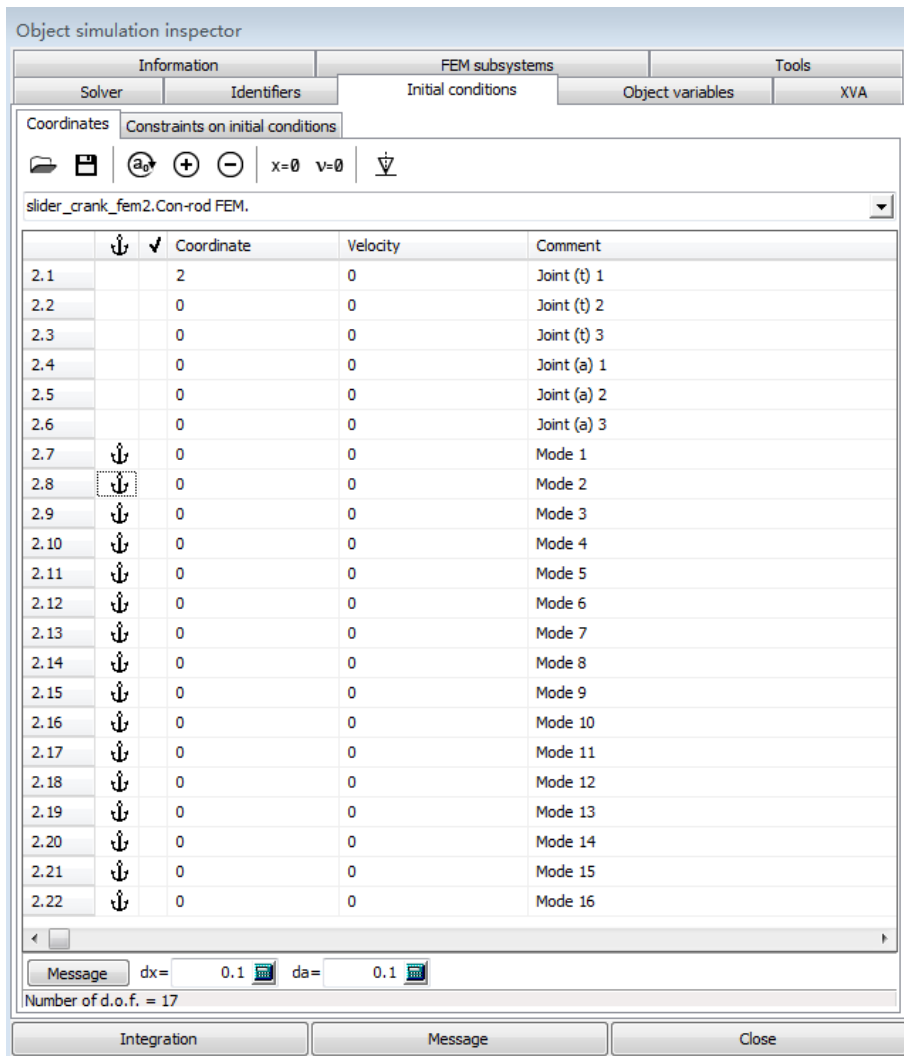 Object simulation inspector
Information FEM subsystems Tools
Solver Identifiers Initial conditions Object variables XVA
Coordinates Constraints on initial conditions
a₀ x=0 v=0
slider_crank_fem2.Con-rod FEM.
Coordinate Velocity Comment
2.1 2 0 Joint (t) 1
2.2 0 0 Joint (t) 2
2.3 0 0 Joint (t) 3
2.4 0 0 Joint (a) 1
2.5 0 0 Joint (a) 2
2.6 0 0 Joint (a) 3
2.7 0 0 Mode 1
2.8 0 0 Mode 2
2.9 0 0 Mode 3
2.10 0 0 Mode 4
2.11 0 0 Mode 5
2.12 0 0 Mode 6
2.13 0 0 Mode 7
2.14 0 0 Mode 8
2.15 0 0 Mode 9
2.16 0 0 Mode 10
2.17 0 0 Mode 11
2.18 0 0 Mode 12
2.19 0 0 Mode 13
2.20 0 0 Mode 14
2.21 0 0 Mode 15
2.22 0 0 Mode 16
Message dx= 0.1 da= 0.1
Number of d.o.f. = 17
Integration Message Close